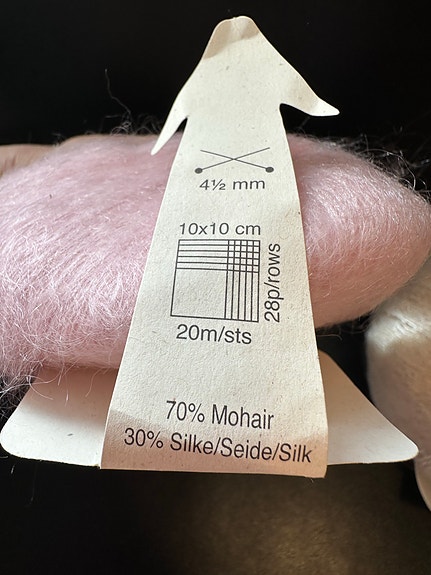 4½ mm
10x10 cm
28p/rows
20m/sts
70% Mohair
30% Silke/Seide/Silk